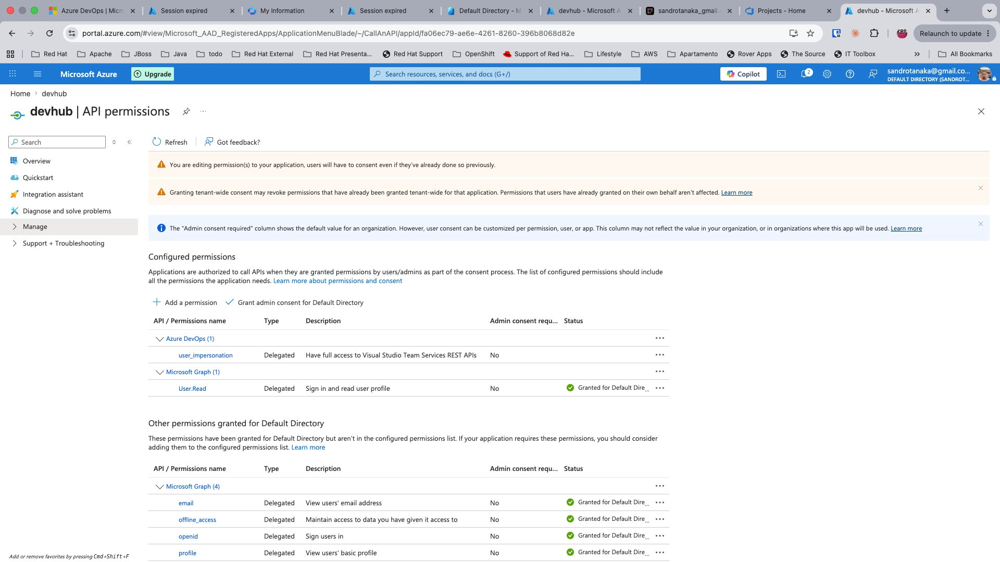 Azure DevOps | Micro
Session expired
My Information
Session expired
Default Directory - M
devhub - Microsoft A
sandrotanaka_gmail.
Projects - Home
devhub - Microsoft A
portal.azure.com/#view/Microsoft_AAD_RegisteredApps/ApplicationMenuBlade/~/CallAnAPI/appId/fa06ec79-ae6e-4261-8260-396b8068d82e
Relaunch to update
Red Hat Apache JBoss Java todo Red Hat External Red Hat Presenta... Red Hat Support OpenShift Support of Red Ha... Lifestyle AWS Apartamento Rover Apps The Source IT Toolbox » All Bookmarks
Microsoft Azure Upgrade Search resources, services, and docs (G+/) Copilot 2
sandrotanaka@gmail.co...
DEFAULT DIRECTORY (SANDROT...
Home > devhub
devhub | API permissions ...
Search
Refresh Got feedback?
Overview
Quickstart
Integration assistant
Diagnose and solve problems
Manage
Support + Troubleshooting
You are editing permission(s) to your application, users will have to consent even if they've already done so previously.
Granting tenant-wide consent may revoke permissions that have already been granted tenant-wide for that application. Permissions that users have already granted on their own behalf aren't affected. Learn more
The "Admin consent required" column shows the default value for an organization. However, user consent can be customized per permission, user, or app. This column may not reflect the value in your organization, or in organizations where this app will be used. Learn more
Configured permissions
Applications are authorized to call APIs when they are granted permissions by users/admins as part of the consent process. The list of configured permissions should include
all the permissions the application needs. Learn more about permissions and consent
Add a permission Grant admin consent for Default Directory
API / Permissions name Type Description Admin consent requ... Status
Azure DevOps (1)
user_impersonation Delegated Have full access to Visual Studio Team Services REST APIs No
Microsoft Graph (1)
User.Read Delegated Sign in and read user profile No Granted for Default Dire...
Other permissions granted for Default Directory
These permissions have been granted for Default Directory but aren't in the configured permissions list. If your application requires these permissions, you should consider
adding them to the configured permissions list. Learn more
API / Permissions name Type Description Admin consent requ... Status
Microsoft Graph (4)
email Delegated View users' email address No Granted for Default Dire...
offline_access Delegated Maintain access to data you have given it access to No Granted for Default Dire...
openid Delegated Sign users in No Granted for Default Dire...
profile Delegated View users' basic profile No Granted for Default Dire...
Add or remove favorites by pressing Cmd+Shift+F